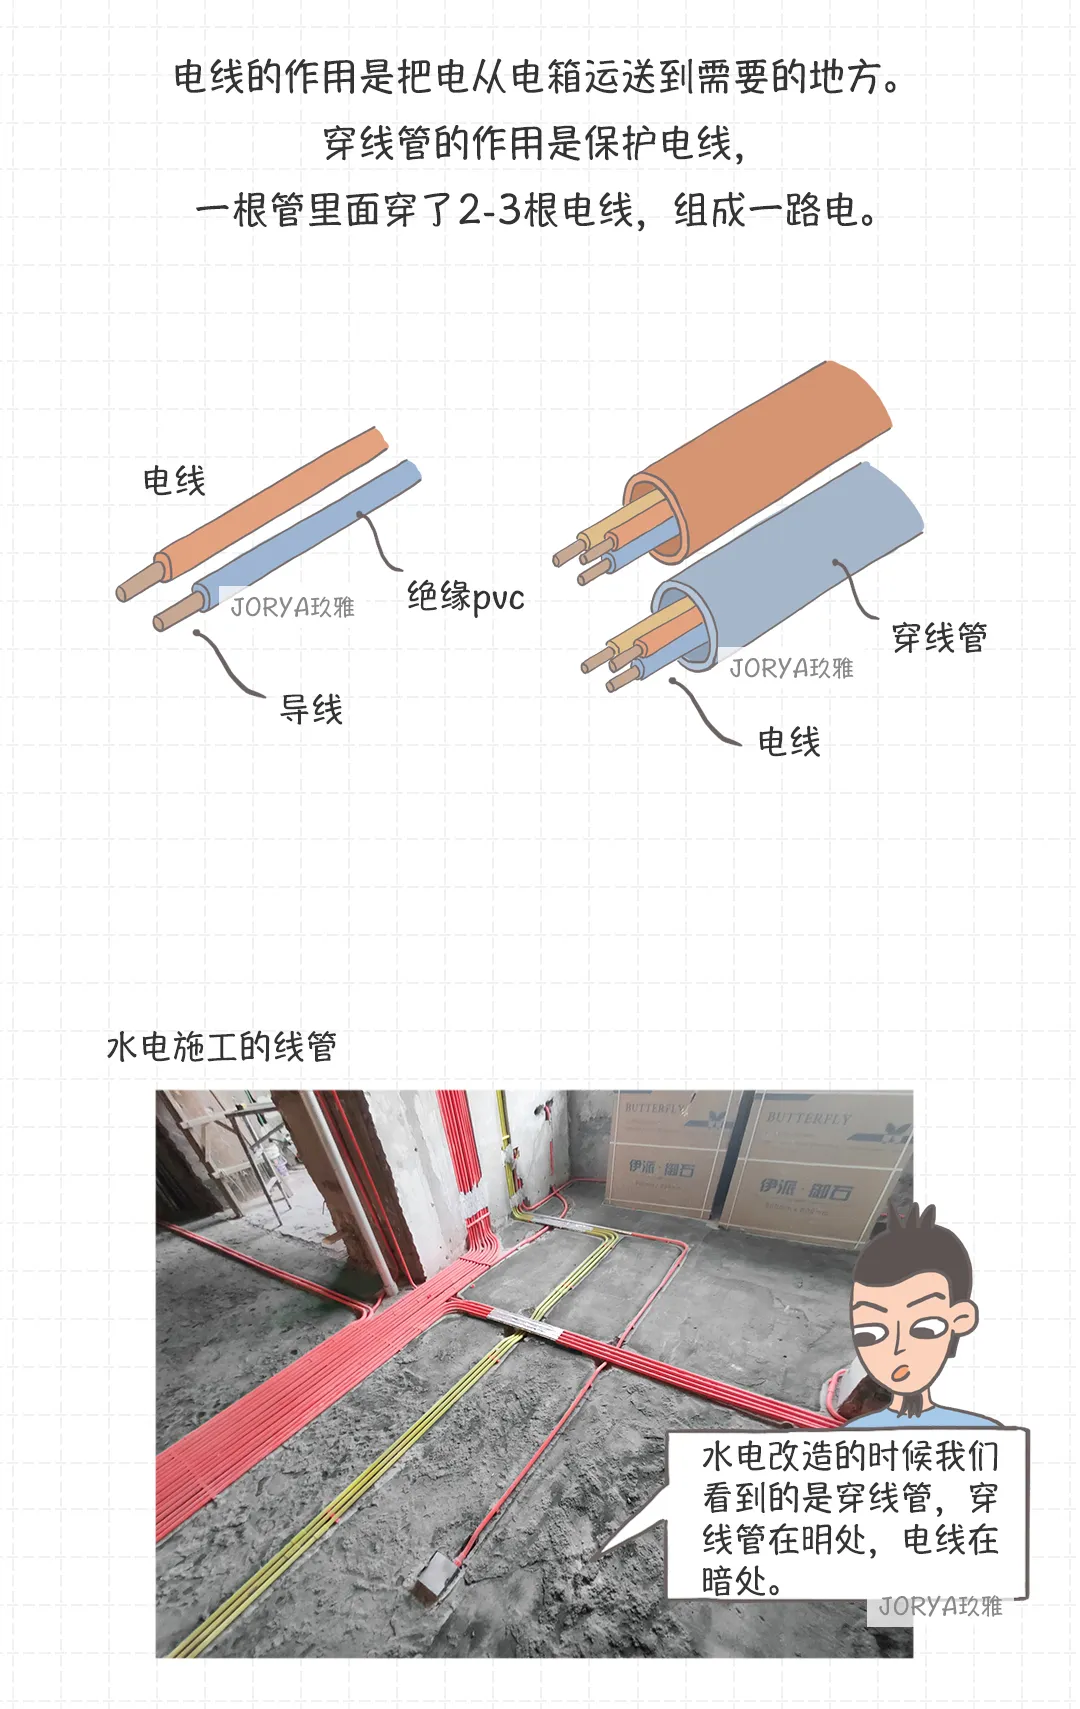 电线的作用是把电从电箱运送到需要的地方。
穿线管的作用是保护电线，
一根管里面穿了2-3根电线，组成一路电。
电线
绝缘pvc
JORYA玖雅
导线
穿线管
JORYA玖雅
电线
水电施工的线管
BUTTERFLY
BUTTERFLY
伊派·御石
伊派·御石
水电改造的时候我们
看到的是穿线管，穿
线管在明处，电线在
暗处。
JORYA玖雅